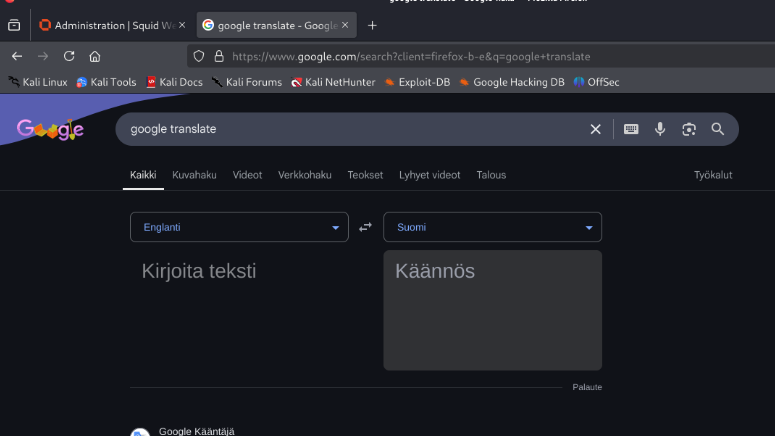 Administration | Squid We
google translate - Google
https://www.google.com/search?client=firefox-b-e&q=google+translate
Kali Linux Kali Tools Kali Docs Kali Forums Kali NetHunter Exploit-DB Google Hacking DB OffSec
Google google translate
Kaikki Kuvahaku Videot Verkkohaku Teokset Lyhyet videot Talous Työkalut
Englanti Suomi
Kirjoita teksti Käännös
Palaute
Google Kääntäjä